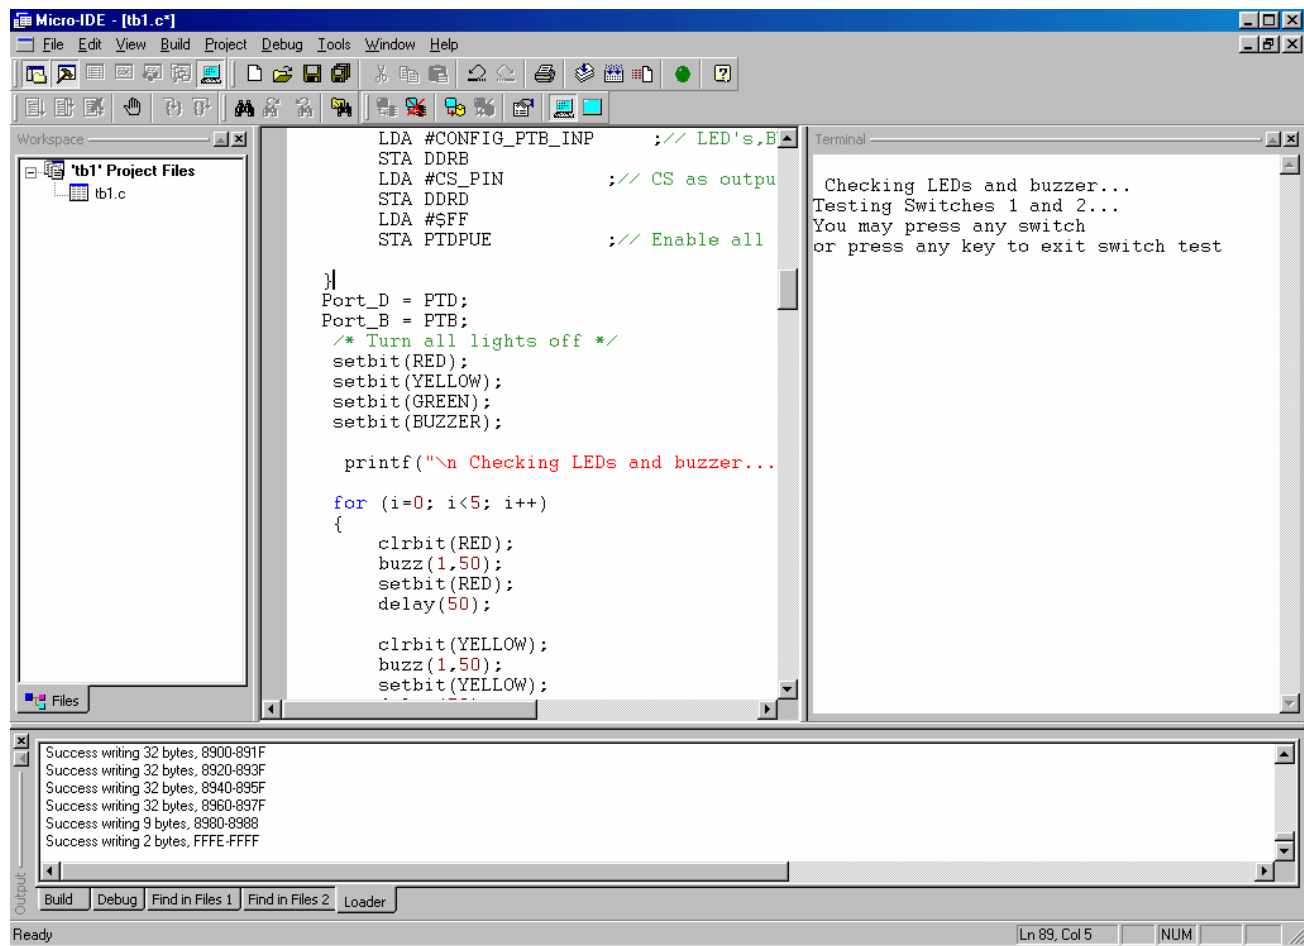 Micro-IDE - [tb1.c*]
File Edit View Build Project Debug Tools Window Help
Workspace
'tb1' Project Files
tb1.c
Files
LDA #CONFIG_PTB_INP ;// LED's,B
STA DDRB
LDA #CS_PIN ;// CS as outpu
STA DDRD
LDA #$FF
STA PTDPUE ;// Enable all
}
Port_D = PTD;
Port_B = PTB;
/* Turn all lights off */
setbit(RED);
setbit(YELLOW);
setbit(GREEN);
setbit(BUZZER);
printf("\n Checking LEDs and buzzer...
for (i=0; i<5; i++)
{
clrbit(RED);
buzz(1,50);
setbit(RED);
delay(50);
clrbit(YELLOW);
buzz(1,50);
setbit(YELLOW);
Terminal
Checking LEDs and buzzer...
Testing Switches 1 and 2...
You may press any switch
or press any key to exit switch test
Success writing 32 bytes, 8900-891F
Success writing 32 bytes, 8920-893F
Success writing 32 bytes, 8940-895F
Success writing 32 bytes, 8960-897F
Success writing 9 bytes, 8980-8988
Success writing 2 bytes, FFFE-FFFF
Output
Build Debug Find in Files 1 Find in Files 2 Loader
Ready
Ln 89, Col 5 NUM